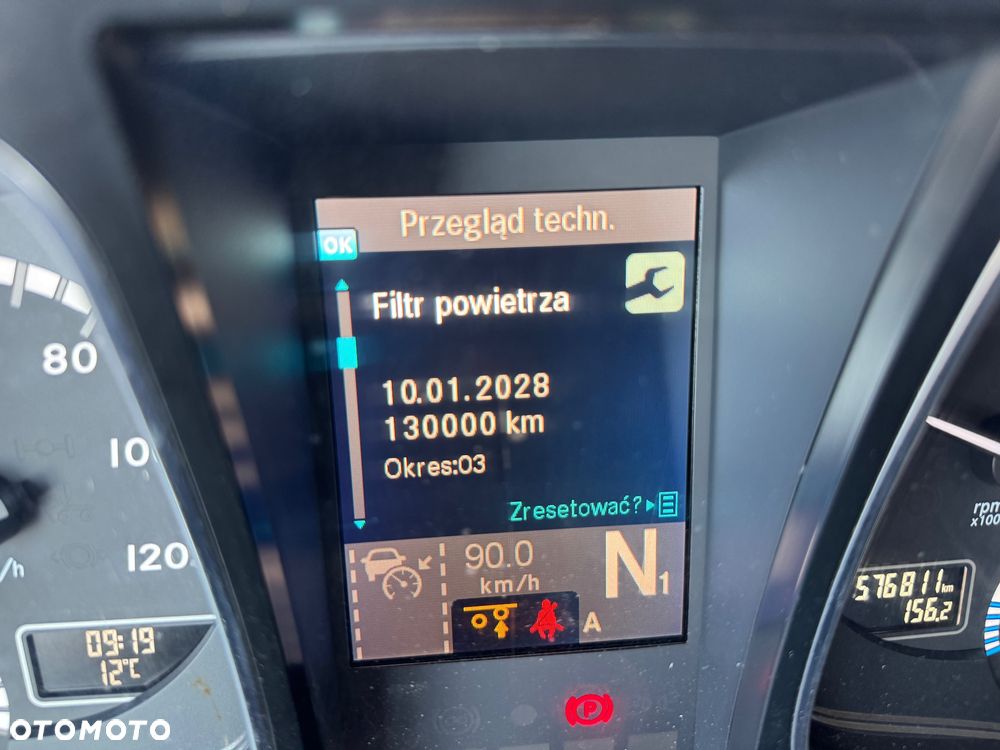 Przegląd techn.
OK
Filtr powietrza
10.01.2028
130000 km
Okres:03
Zresetować?
90.0
km/h
N1
A
80
100
120
09:19
12°C
rpm
576811 km
156.2
P
OTOMOTO